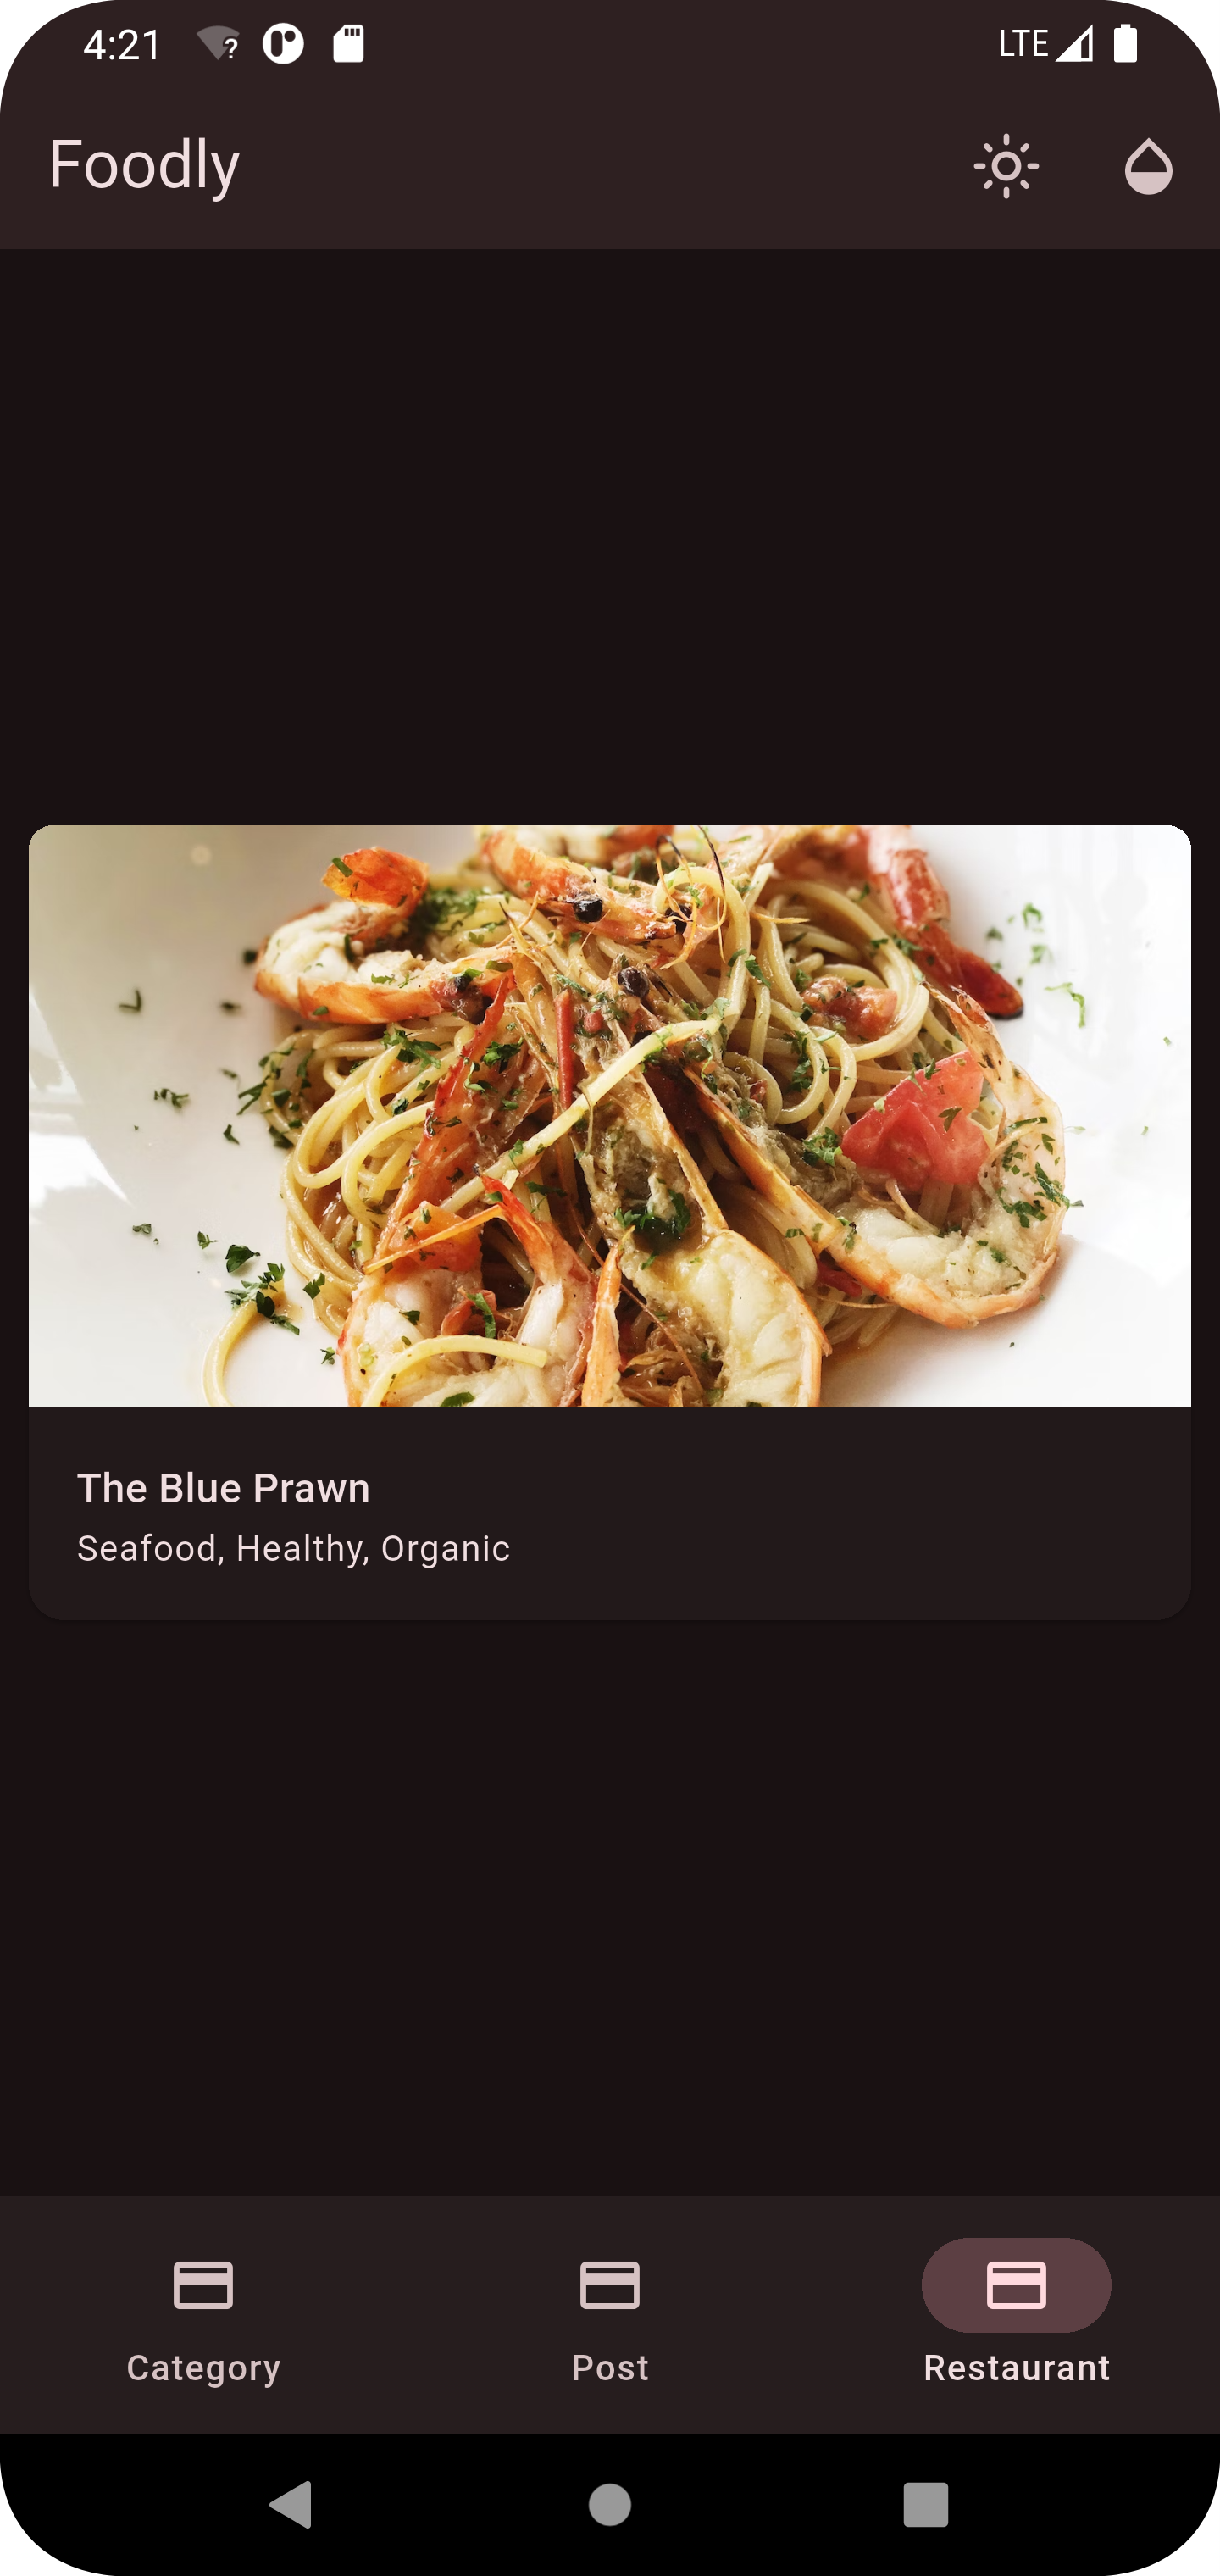 4:21
LTE
Foodly
The Blue Prawn
Seafood, Healthy, Organic
Category
Post
Restaurant